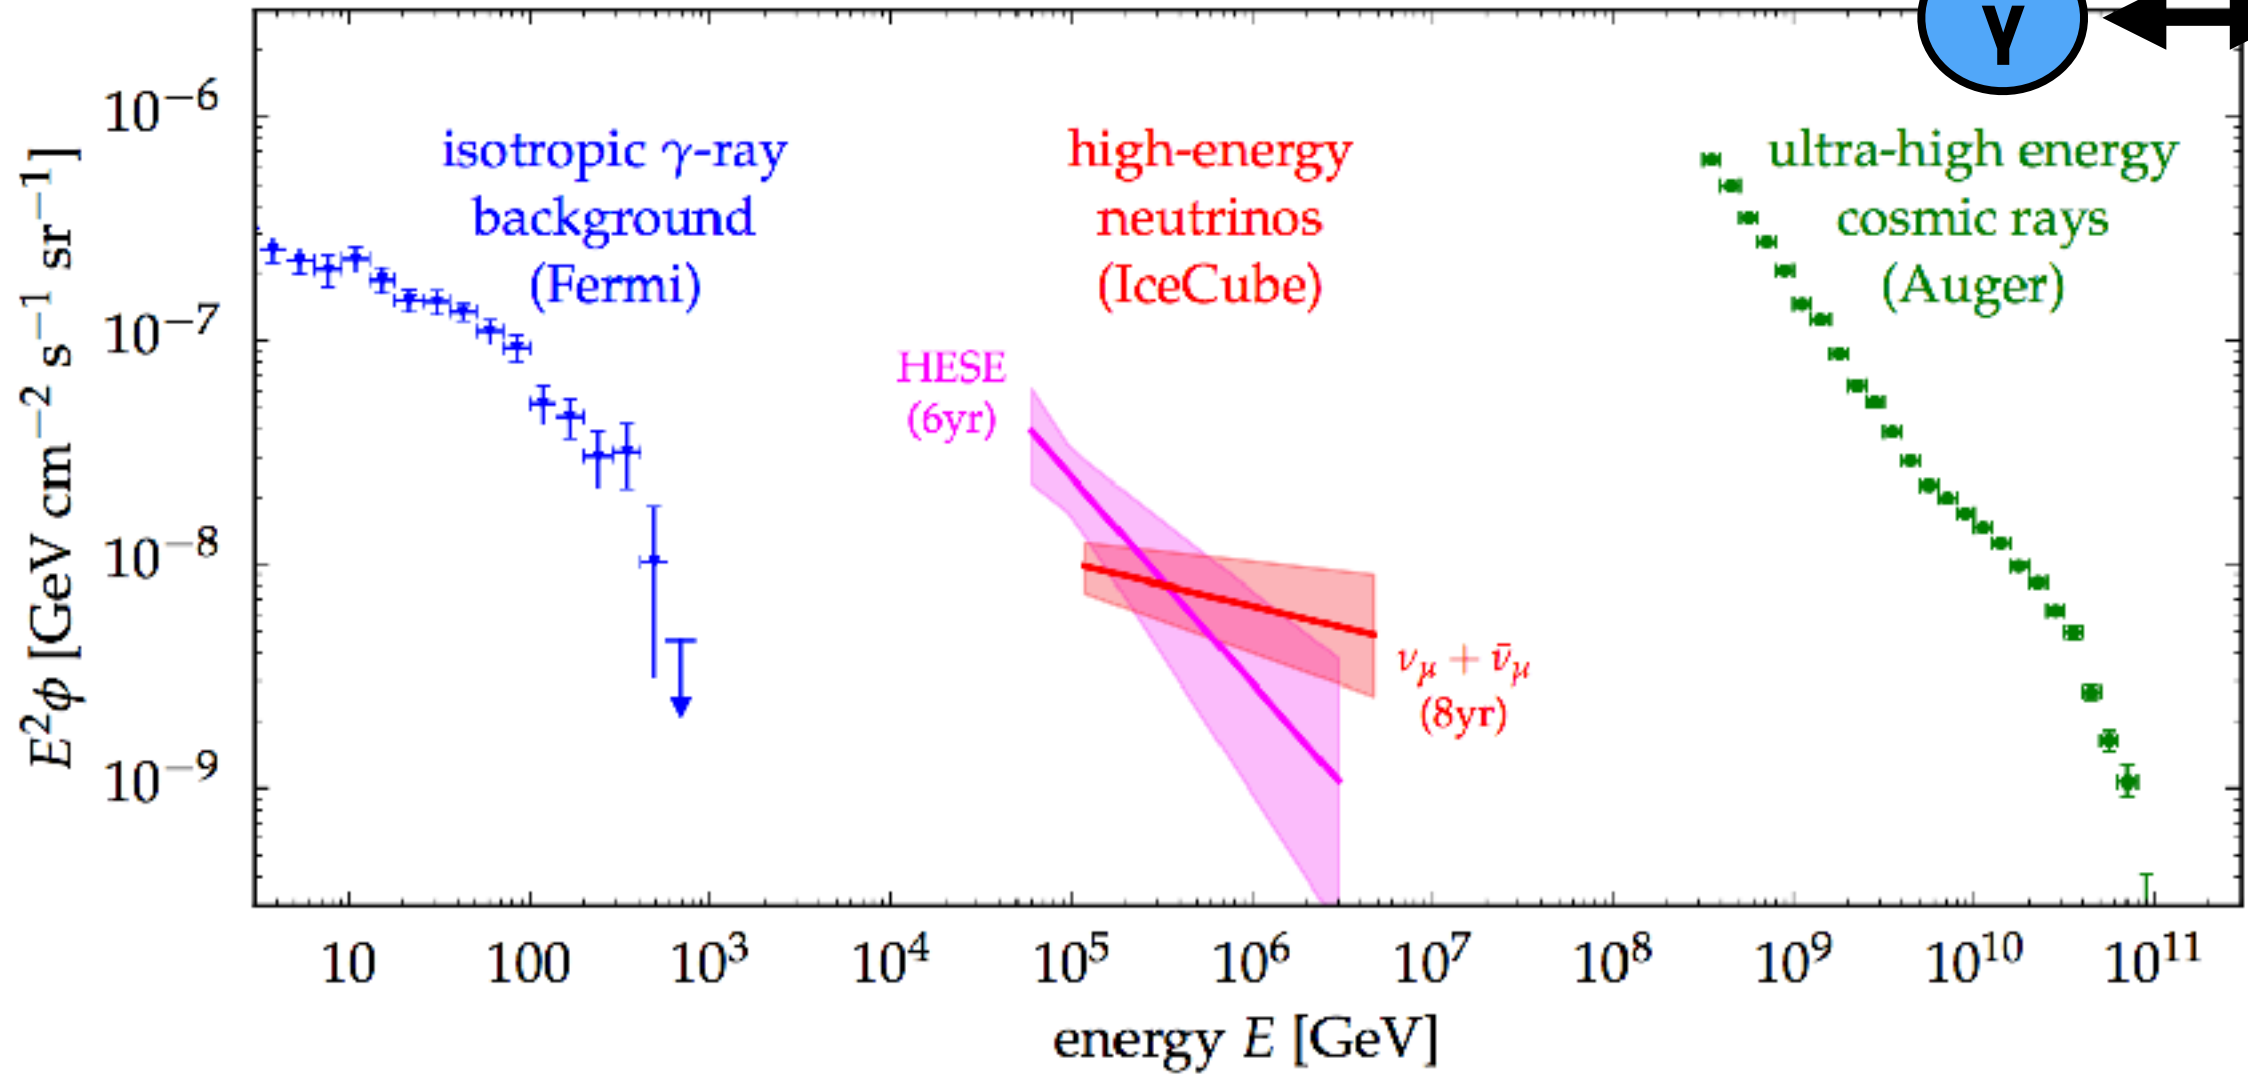 γ
10⁻⁶
10⁻⁷
10⁻⁸
10⁻⁹
E²ϕ [GeV cm⁻² s⁻¹ sr⁻¹]
isotropic γ-ray
background
(Fermi)
high-energy
neutrinos
(IceCube)
ultra-high energy
cosmic rays
(Auger)
HESE
(6yr)
ν_μ + ν̄_μ
(8yr)
10 100 10³ 10⁴ 10⁵ 10⁶ 10⁷ 10⁸ 10⁹ 10¹⁰ 10¹¹
energy E [GeV]